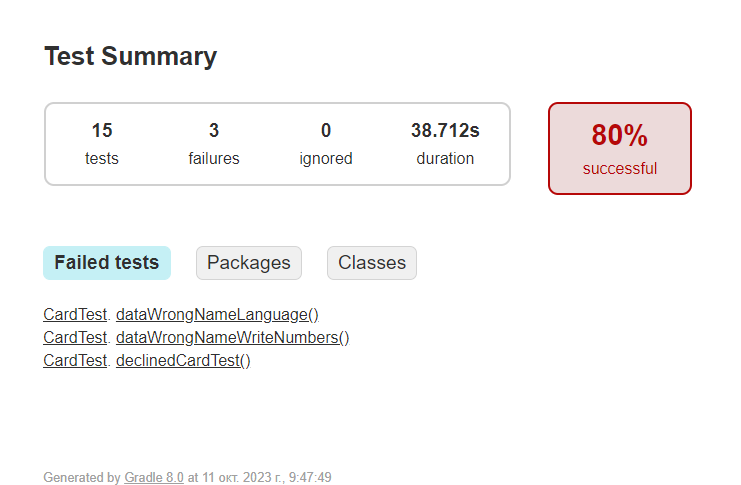 Test Summary
15 3 0 38.712s
tests failures ignored duration
80%
successful
Failed tests Packages Classes
CardTest. dataWrongNameLanguage()
CardTest. dataWrongNameWriteNumbers()
CardTest. declinedCardTest()
Generated by Gradle 8.0 at 11 окт. 2023 г., 9:47:49